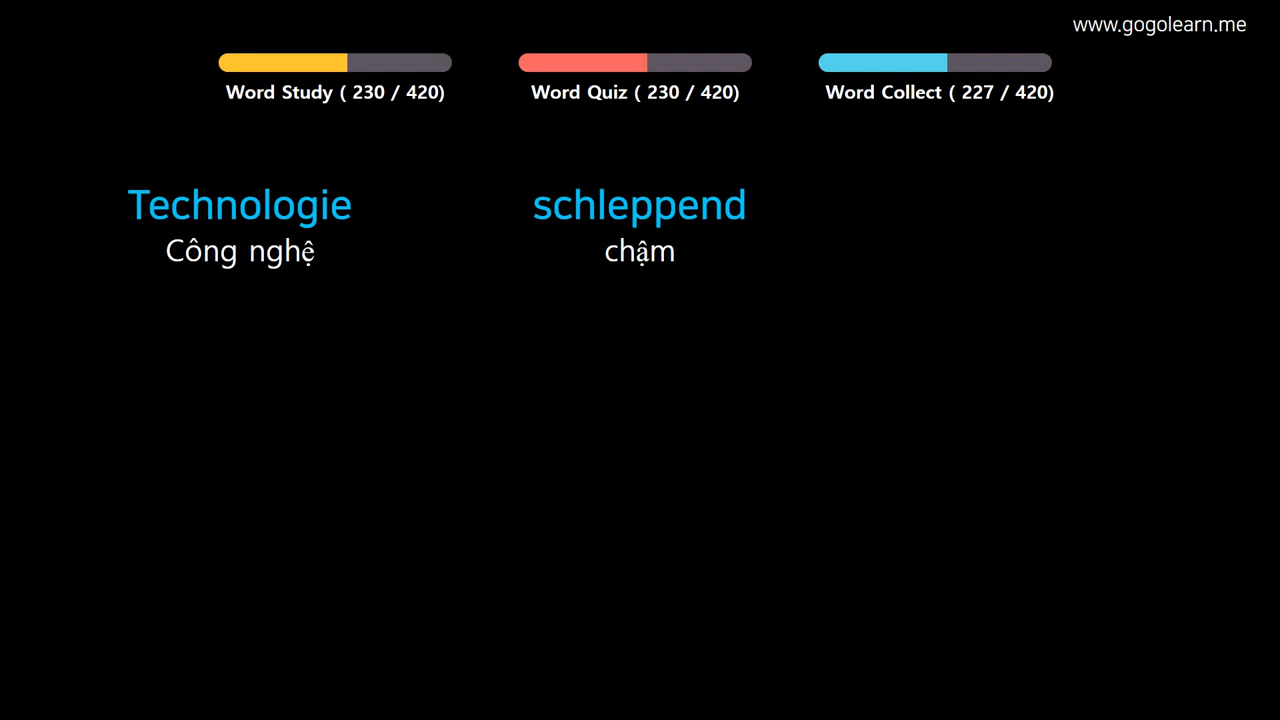 www.gogolearn.me
Word Study ( 230 / 420)
Word Quiz ( 230 / 420)
Word Collect ( 227 / 420)
Technologie
Công nghệ
schleppend
chậm